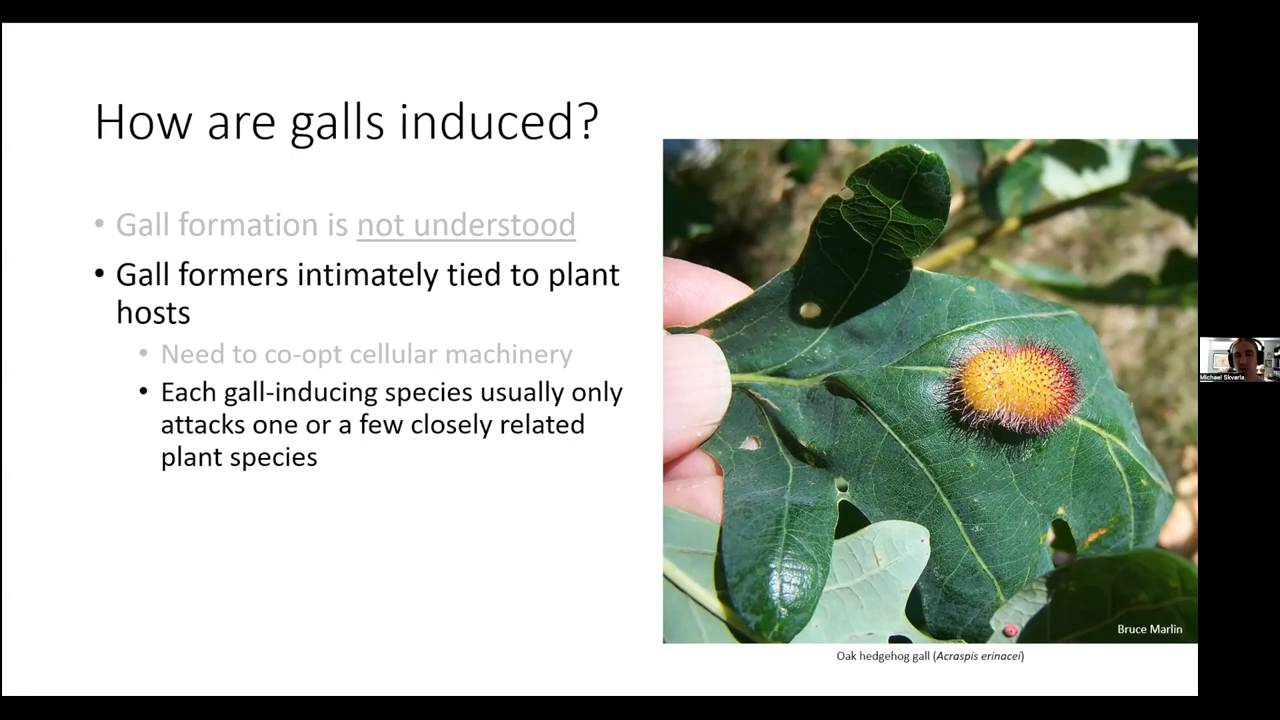 How are galls induced?
• Gall formation is not understood
• Gall formers intimately tied to plant
hosts
• Need to co-opt cellular machinery
• Each gall-inducing species usually only
attacks one or a few closely related
plant species
Bruce Marlin
Oak hedgehog gall (Acraspis erinacei)
Michael Skvarla